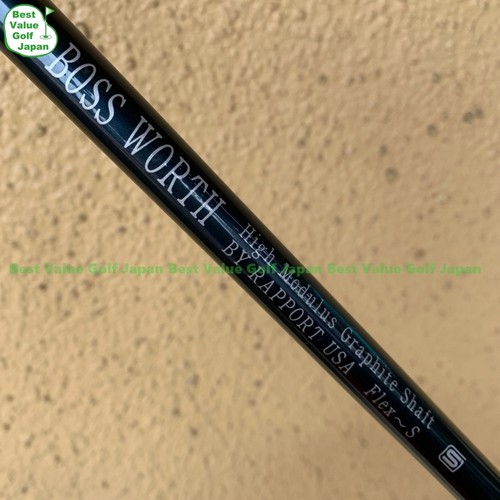 Best
Value
Golf
Japan
BOSS WORTH
High Modulus Graphite Shaft
BY RAPPORT USA Flex~S
S
Best Value Golf Japan Best Value Golf Japan Best Value Golf Japan